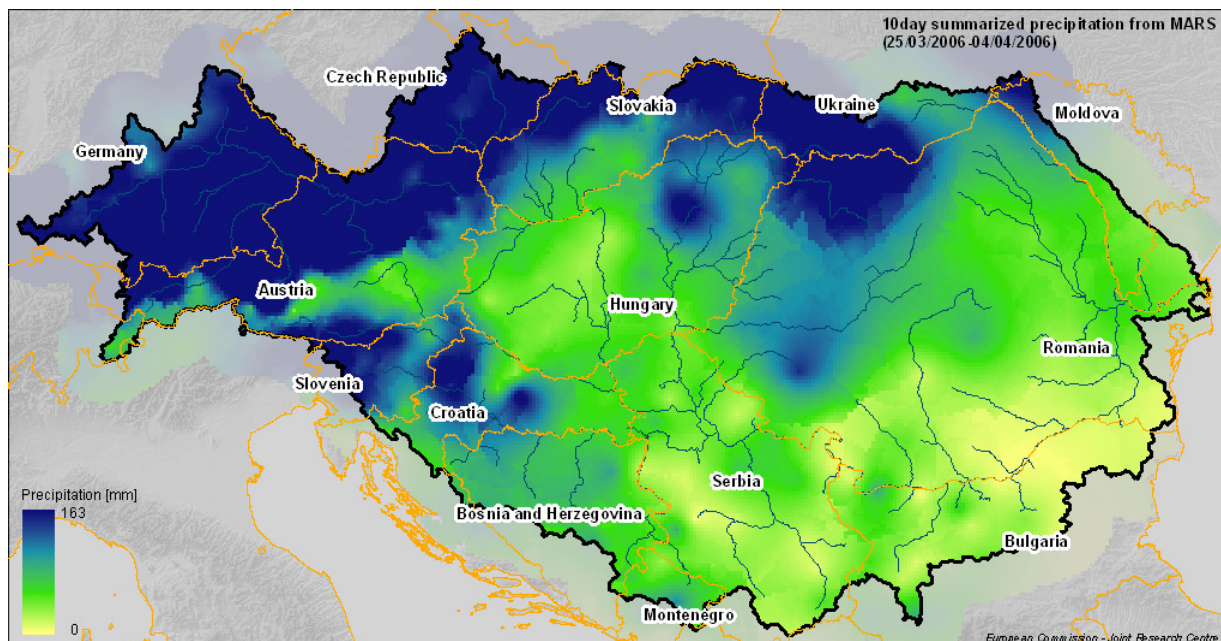 10day summarized precipitation from MARS
(25/03/2006-04/04/2006)
Czech Republic
Slovakia
Ukraine
Moldova
Germany
Austria
Hungary
Romania
Slovenia
Croatia
Serbia
Bosnia and Herzegovina
Bulgaria
Montenegro
Precipitation [mm]
163
0
European Commission - Joint Research Centre